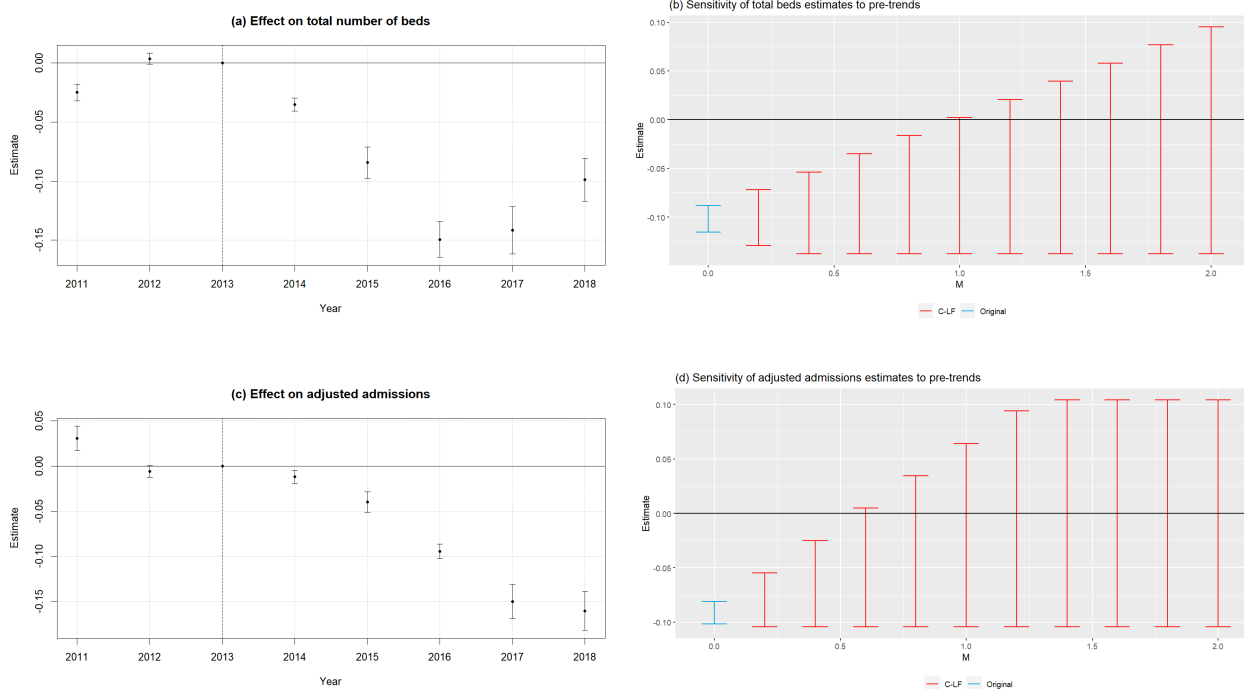 (a) Effect on total number of beds
0.00
-0.05
-0.10
-0.15
Estimate
2011 2012 2013 2014 2015 2016 2017 2018
Year
(b) Sensitivity of total beds estimates to pre-trends
0.10
0.05
0.00
-0.05
-0.10
Estimate
0.0 0.5 1.0 1.5 2.0
M
C-LF Original
(c) Effect on adjusted admissions
0.05
0.00
-0.05
-0.10
-0.15
Estimate
2011 2012 2013 2014 2015 2016 2017 2018
Year
(d) Sensitivity of adjusted admissions estimates to pre-trends
0.10
0.05
0.00
-0.05
-0.10
Estimate
0.0 0.5 1.0 1.5 2.0
M
C-LF Original